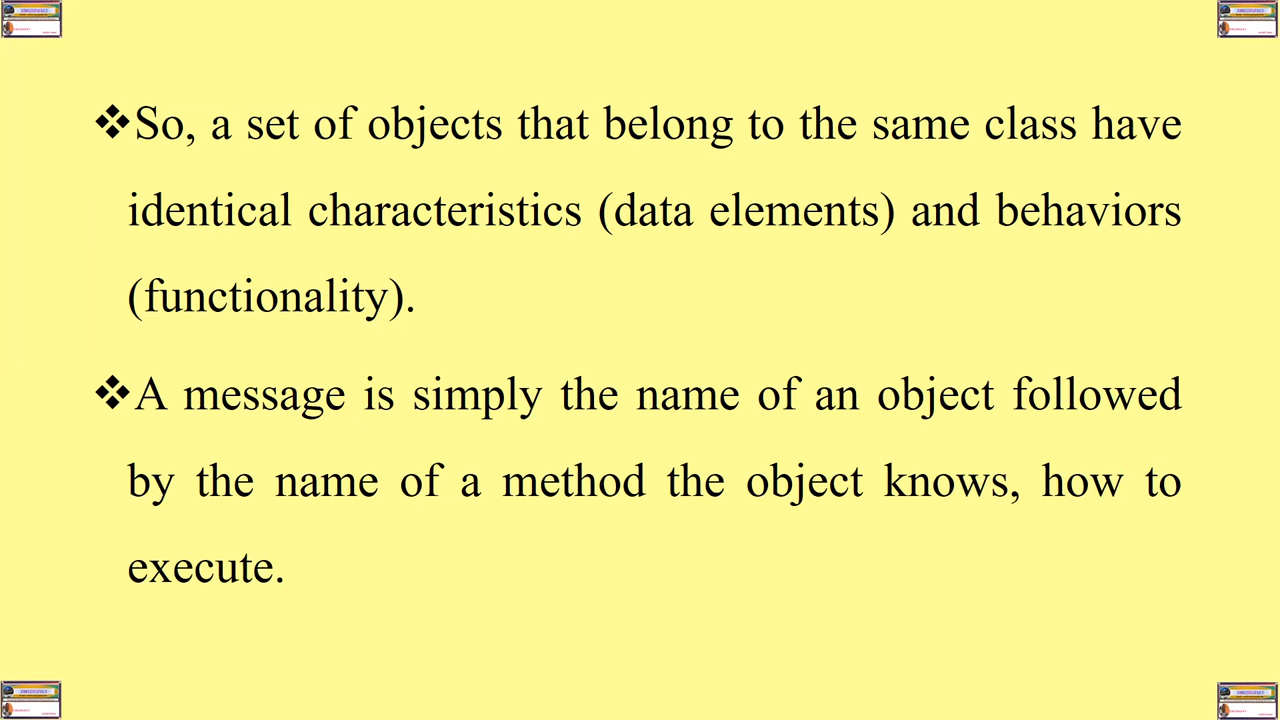 ❖So, a set of objects that belong to the same class have
identical characteristics (data elements) and behaviors
(functionality).
❖A message is simply the name of an object followed
by the name of a method the object knows, how to
execute.